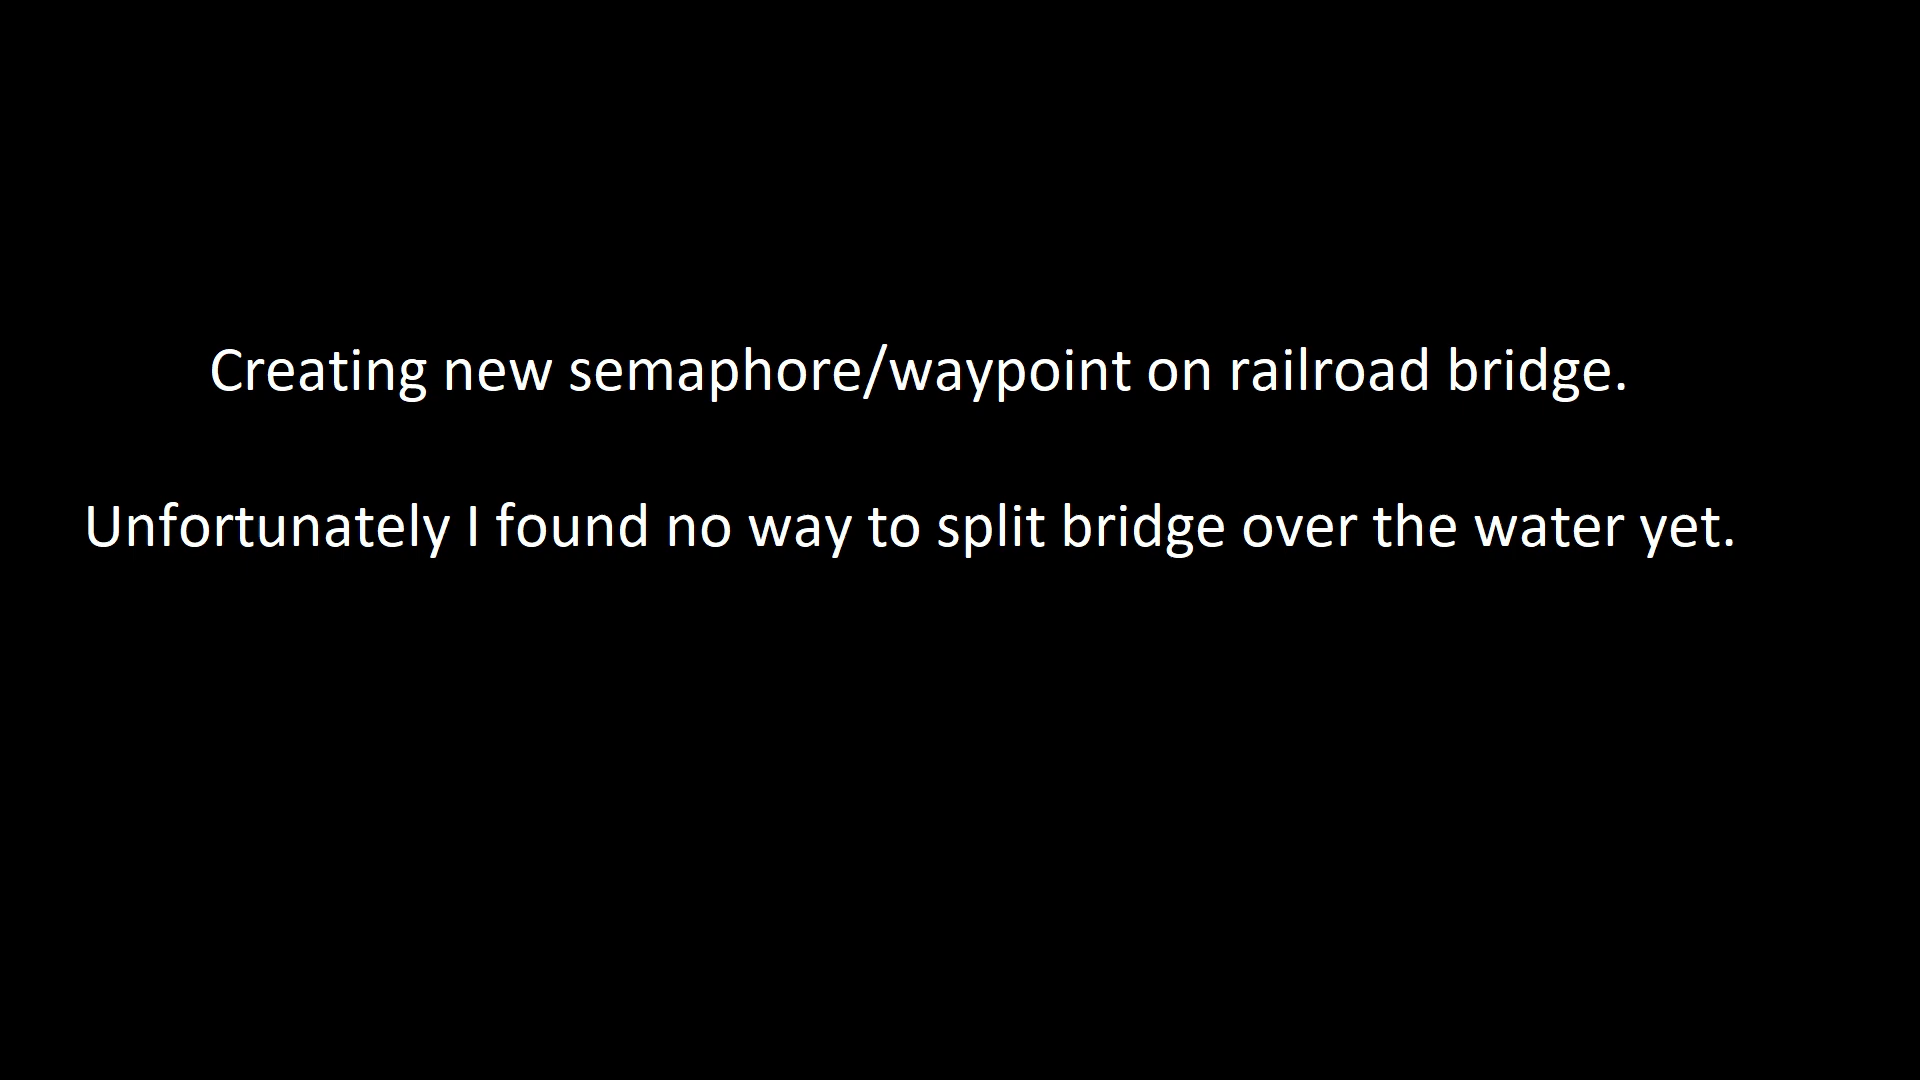 Creating new semaphore/waypoint on railroad bridge.
Unfortunately I found no way to split bridge over the water yet.